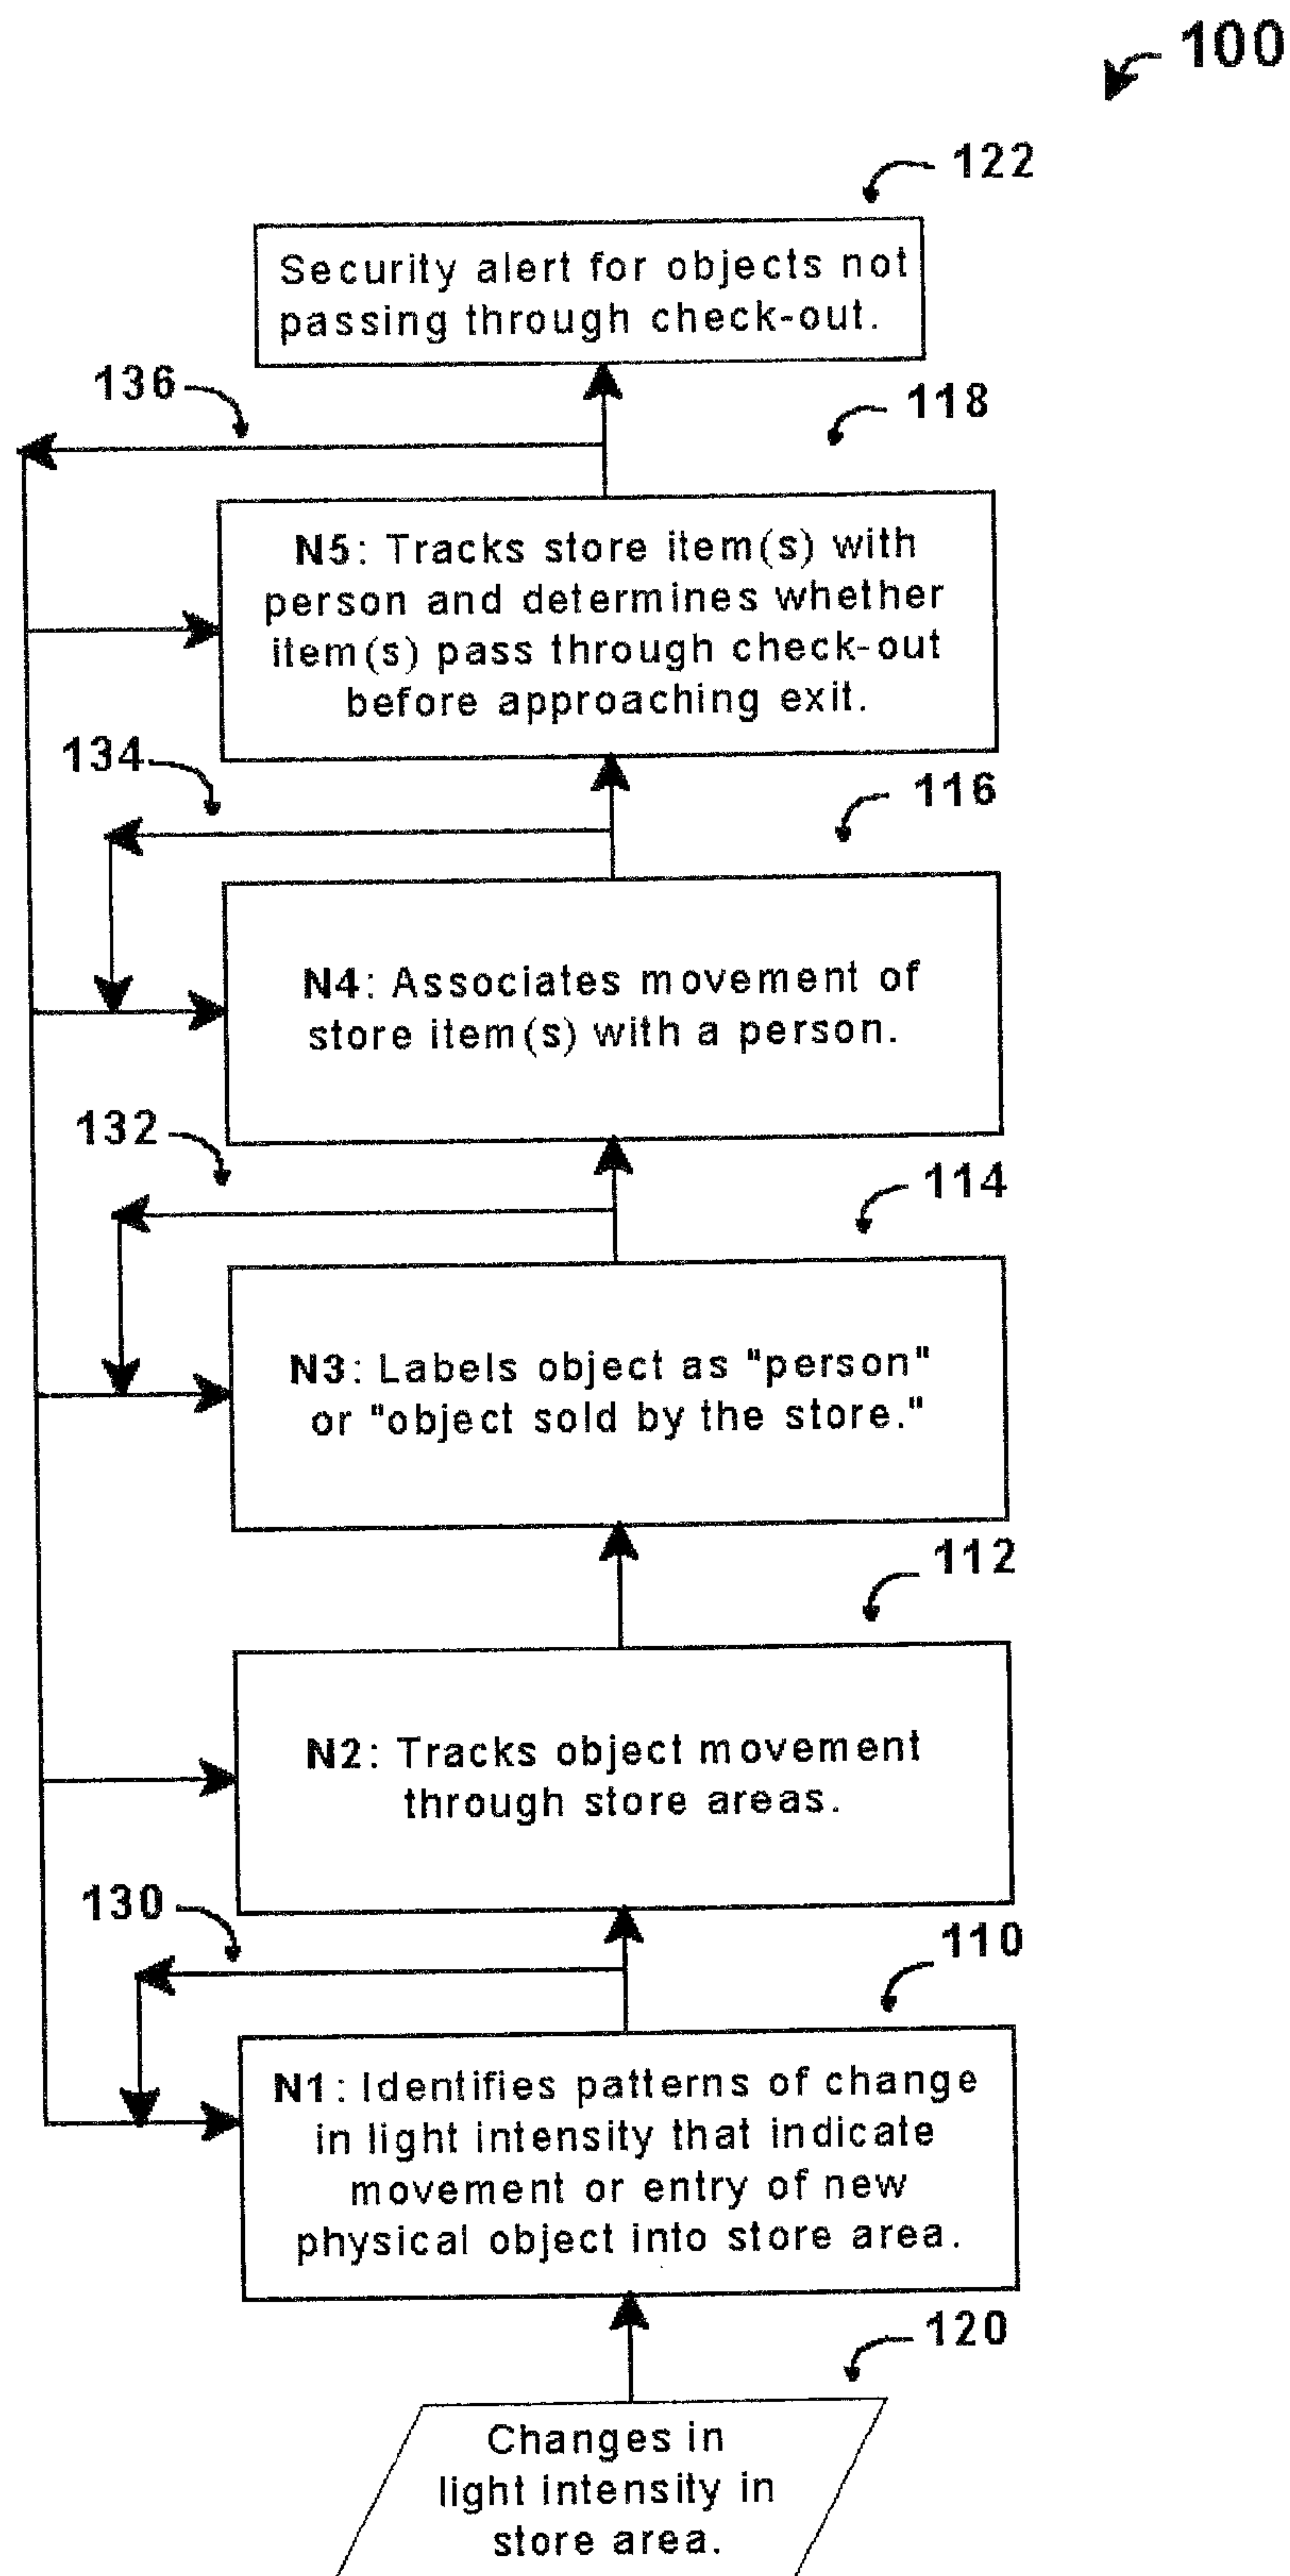 100
122
Security alert for objects not
passing through check-out.
136
118
N5: Tracks store item(s) with
person and determines whether
item(s) pass through check-out
before approaching exit.
134
116
N4: Associates movement of
store item(s) with a person.
132
114
N3: Labels object as "person"
or "object sold by the store."
112
N2: Tracks object movement
through store areas.
130
110
N1: Identifies patterns of change
in light intensity that indicate
movement or entry of new
physical object into store area.
120
Changes in
light intensity in
store area.